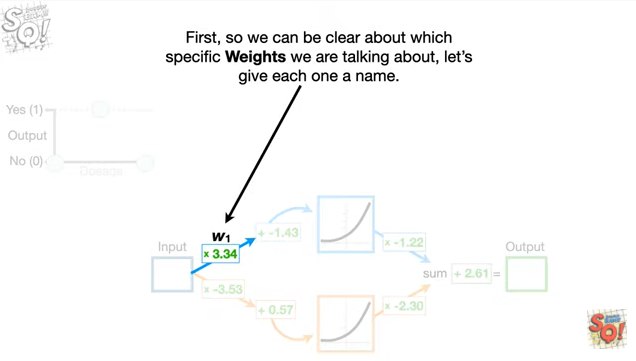 First, so we can be clear about which
specific Weights we are talking about, let's
give each one a name.
Yes (1)
Output
No (0)
Dosage
w1
Input
x 3.34
+ -1.43
x -1.22
Output
sum + 2.61 =
x -3.53
+ 0.57
x -2.30